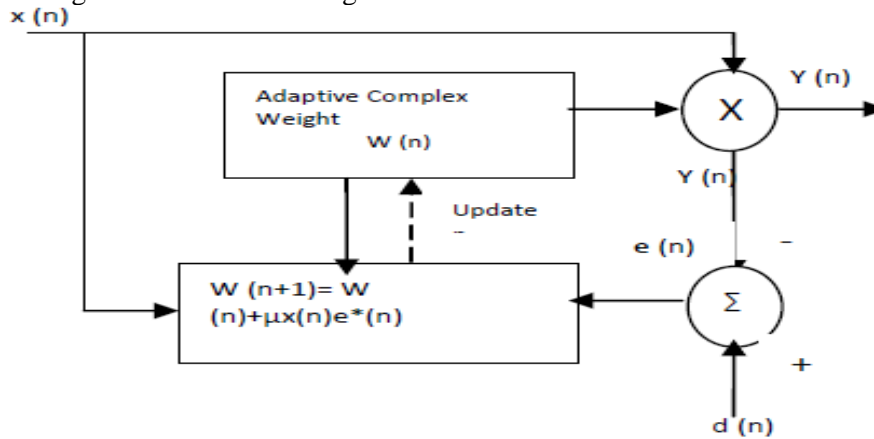 x (n)
Adaptive Complex
Weight
W (n)
X
Y (n)
Y (n)
Update
e (n)
-
W (n+1)= W
(n)+μx(n)e*(n)
Σ
+
d (n)